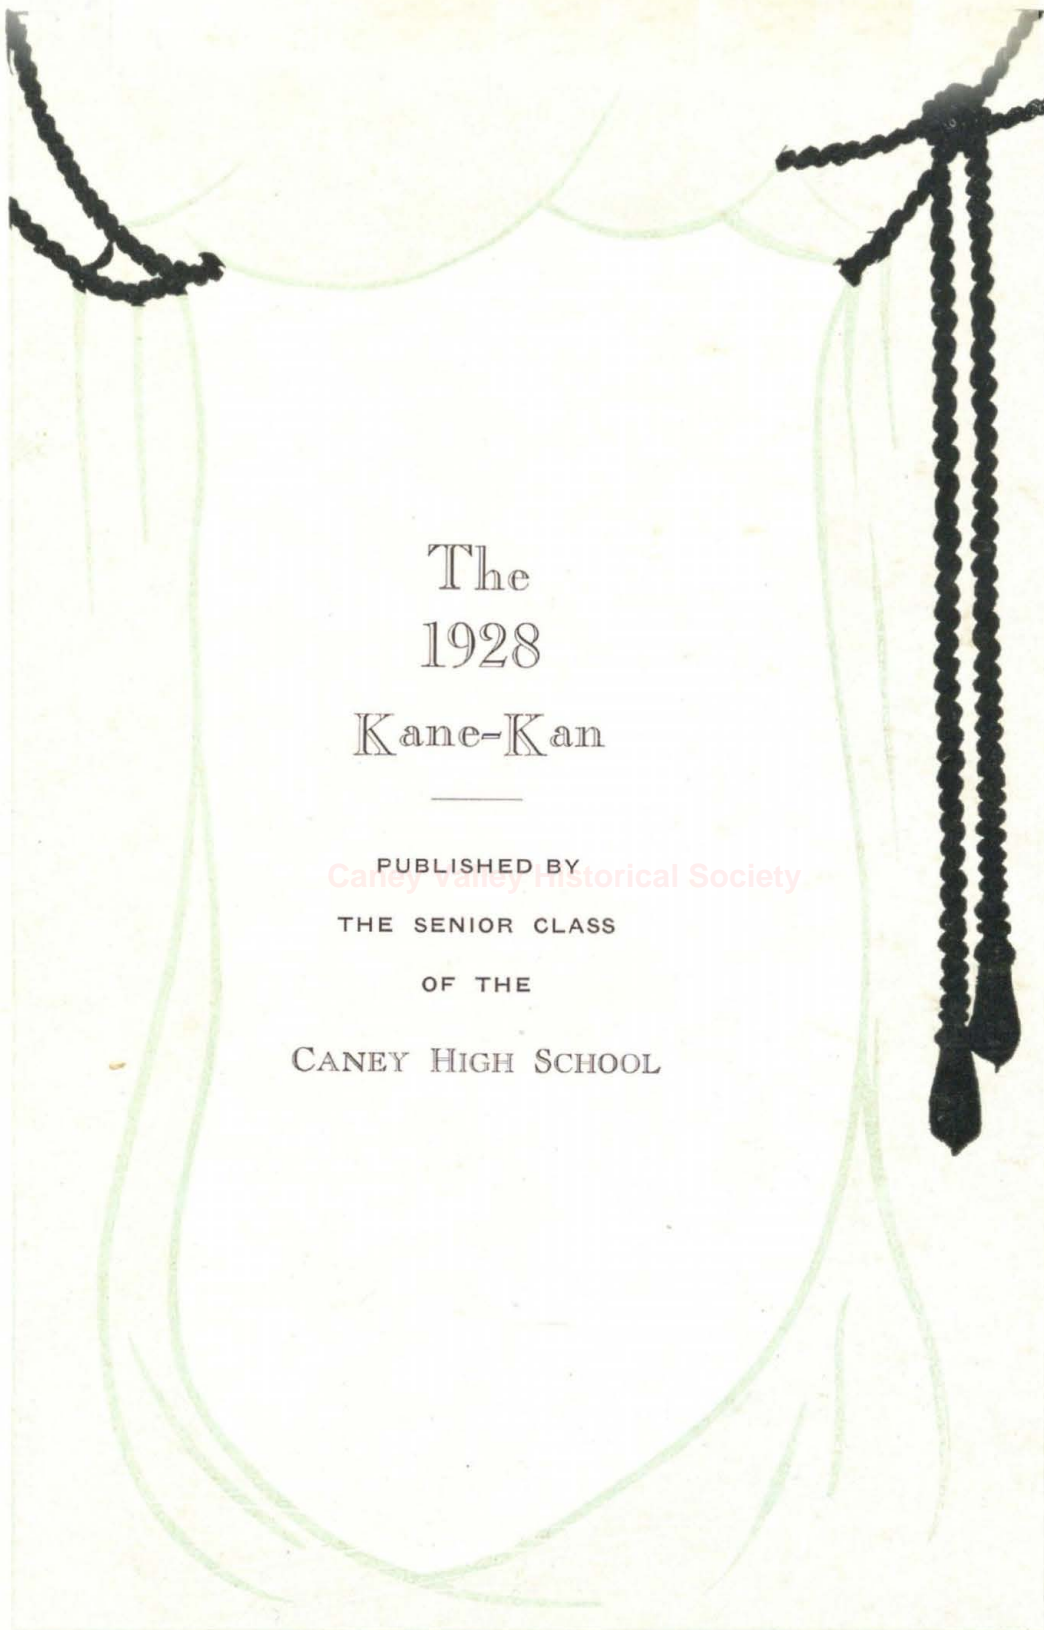 The
1928
Kane-Kan
PUBLISHED BY
Caney Valley Historical Society
THE SENIOR CLASS
OF THE
CANEY HIGH SCHOOL